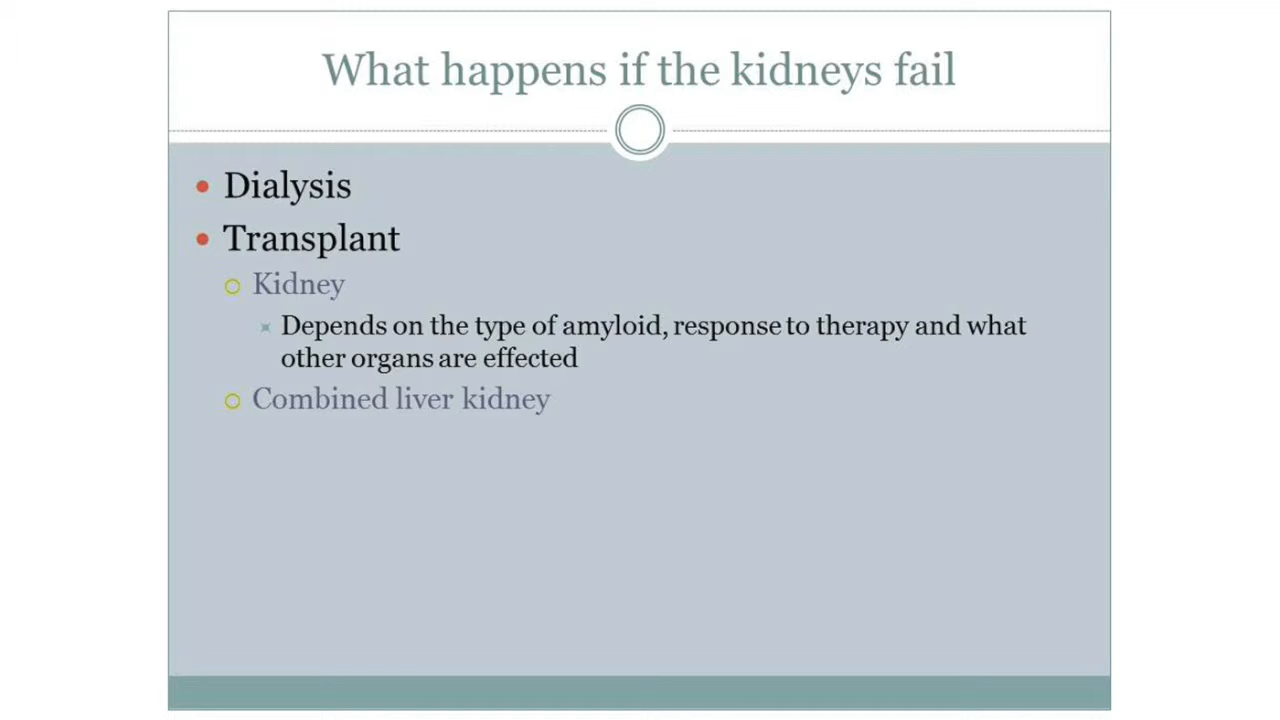 What happens if the kidneys fail
Dialysis
Transplant
Kidney
Depends on the type of amyloid, response to therapy and what
other organs are effected
Combined liver kidney